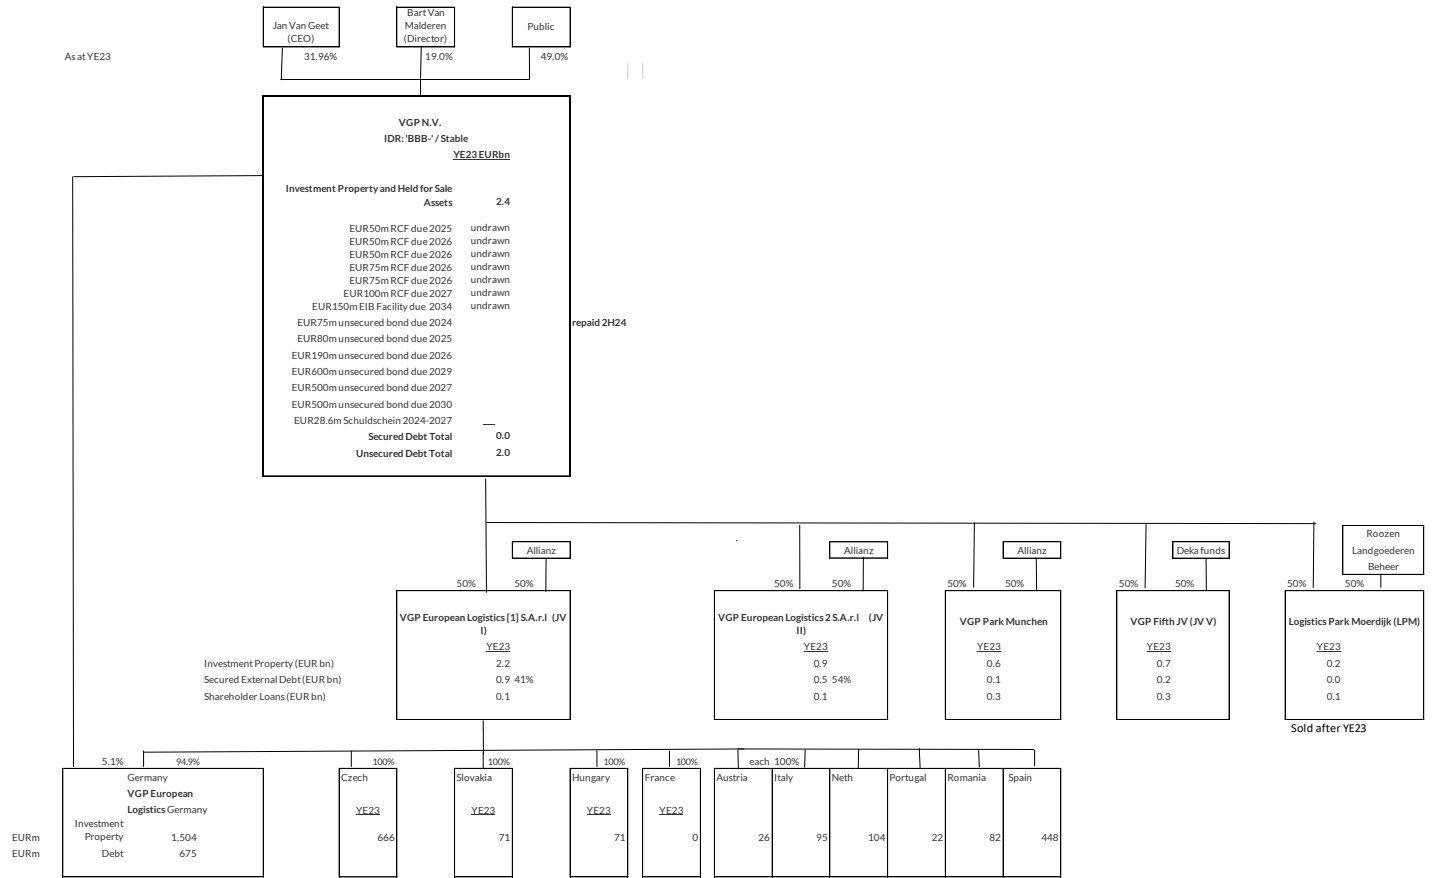 Jan Van Geet
(CEO)
Bart Van
Malderen
(Director)
Public
As at YE23
31.96%
19.0%
49.0%
VGP N.V.
IDR: 'BBB-' / Stable
YE23 EURbn
Investment Property and Held for Sale
Assets 2.4
EUR50m RCF due 2025 undrawn
EUR50m RCF due 2026 undrawn
EUR50m RCF due 2026 undrawn
EUR75m RCF due 2026 undrawn
EUR75m RCF due 2026 undrawn
EUR100m RCF due 2027 undrawn
EUR150m EIB Facility due 2034 undrawn
EUR75m unsecured bond due 2024 repaid 2H24
EUR80m unsecured bond due 2025
EUR190m unsecured bond due 2026
EUR600m unsecured bond due 2029
EUR500m unsecured bond due 2027
EUR500m unsecured bond due 2030
EUR28.6m Schuldschein 2024-2027
Secured Debt Total 0.0
Unsecured Debt Total 2.0
Allianz
Allianz
Allianz
Deka funds
Roozen
Landgoederen
Beheer
50% 50% 50% 50% 50% 50% 50% 50% 50% 50%
VGP European Logistics [1] S.A.r.l (JV
I)
VGP European Logistics 2 S.A.r.l (JV
II)
VGP Park Munchen
VGP Fifth JV (JV V)
Logistics Park Moerdijk (LPM)
YE23 YE23 YE23 YE23 YE23
Investment Property (EUR bn) 2.2 0.9 0.6 0.7 0.2
Secured External Debt (EUR bn) 0.9 41% 0.5 54% 0.1 0.2 0.0
Shareholder Loans (EUR bn) 0.1 0.1 0.3 0.3 0.1
Sold after YE23
5.1% 94.9% 100% 100% 100% 100% each 100%
Germany Czech Slovakia Hungary France Austria Italy Neth Portugal Romania Spain
VGP European
Logistics Germany YE23 YE23 YE23 YE23
Investment
EURm Property 1,504 666 71 71 0 26 95 104 22 82 448
EURm Debt 675